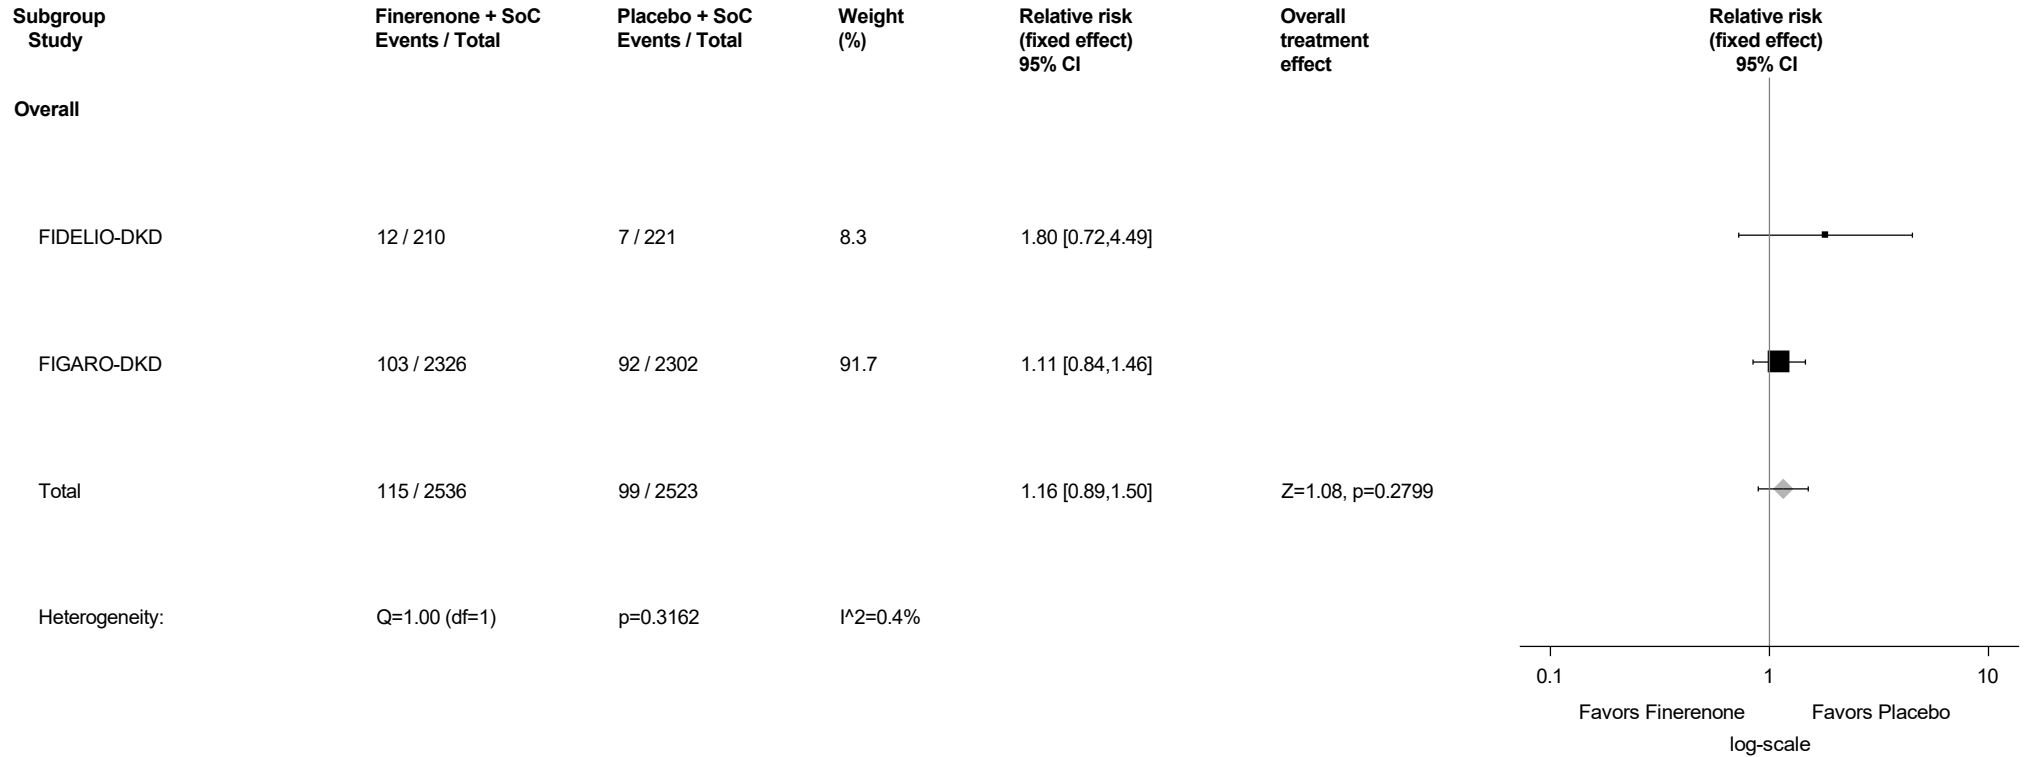 Subgroup Finerenone + SoC Placebo + SoC Weight Relative risk Overall Relative risk
Study Events / Total Events / Total (%) (fixed effect) treatment (fixed effect)
95% CI effect 95% CI
Overall
FIDELIO-DKD 12 / 210 7 / 221 8.3 1.80 [0.72,4.49]
FIGARO-DKD 103 / 2326 92 / 2302 91.7 1.11 [0.84,1.46]
Total 115 / 2536 99 / 2523 1.16 [0.89,1.50] Z=1.08, p=0.2799
Heterogeneity: Q=1.00 (df=1) p=0.3162 I^2=0.4%
0.1 1 10
Favors Finerenone Favors Placebo
log-scale